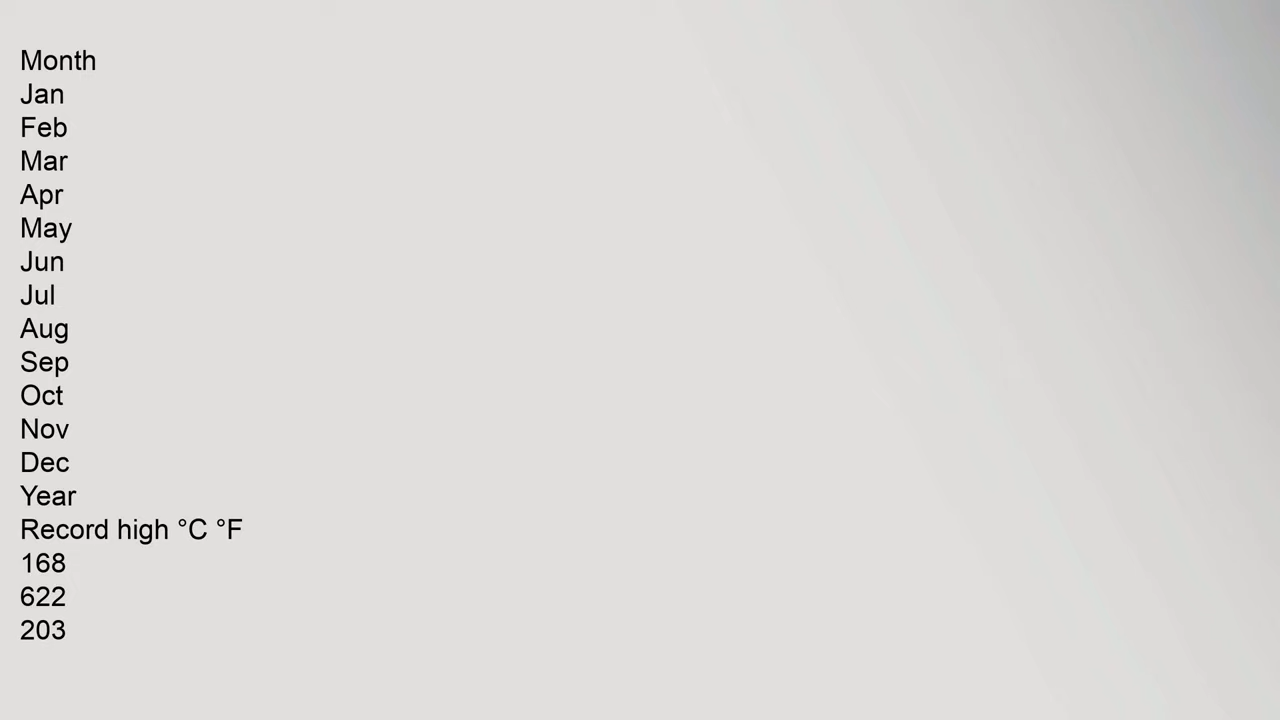 Month
Jan
Feb
Mar
Apr
May
Jun
Jul
Aug
Sep
Oct
Nov
Dec
Year
Record high °C °F
168
622
203